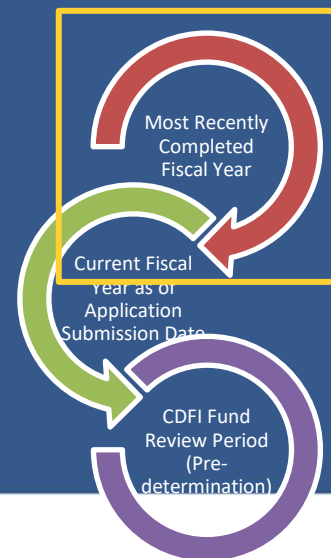 Most Recently
Completed
Fiscal Year
Current Fiscal
Year as of
Application
Submission Date
CDFI Fund
Review Period
(Pre-
determination)